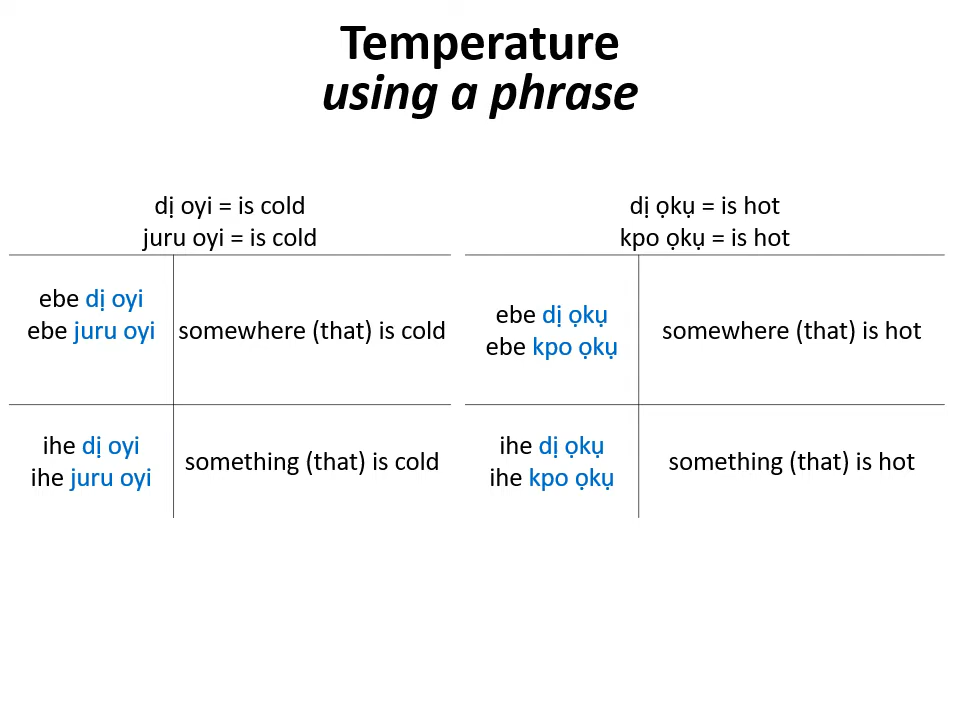 Temperature
using a phrase
dị oyi = is cold
juru oyi = is cold
ebe dị oyi
ebe juru oyi
somewhere (that) is cold
ihe dị oyi
ihe juru oyi
something (that) is cold
dị ọkụ = is hot
kpo ọkụ = is hot
ebe dị ọkụ
ebe kpo ọkụ
somewhere (that) is hot
ihe dị ọkụ
ihe kpo ọkụ
something (that) is hot